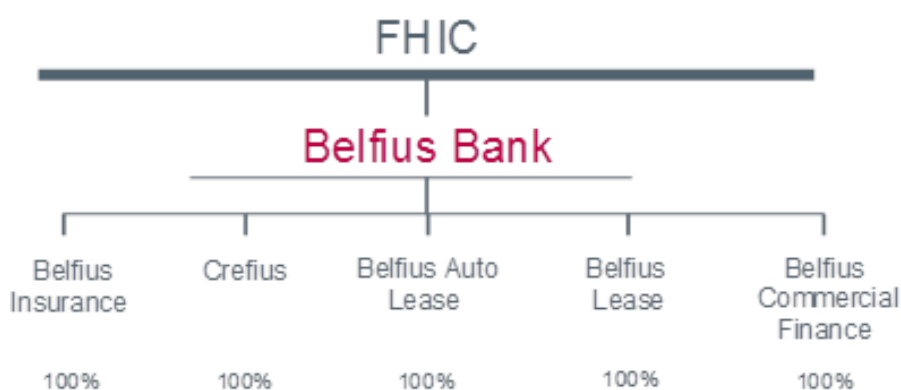 FHIC
Belfius Bank
Belfius
Insurance
Crefius
Belfius Auto
Lease
Belfius
Lease
Belfius
Commercial
Finance
100%
100%
100%
100%
100%